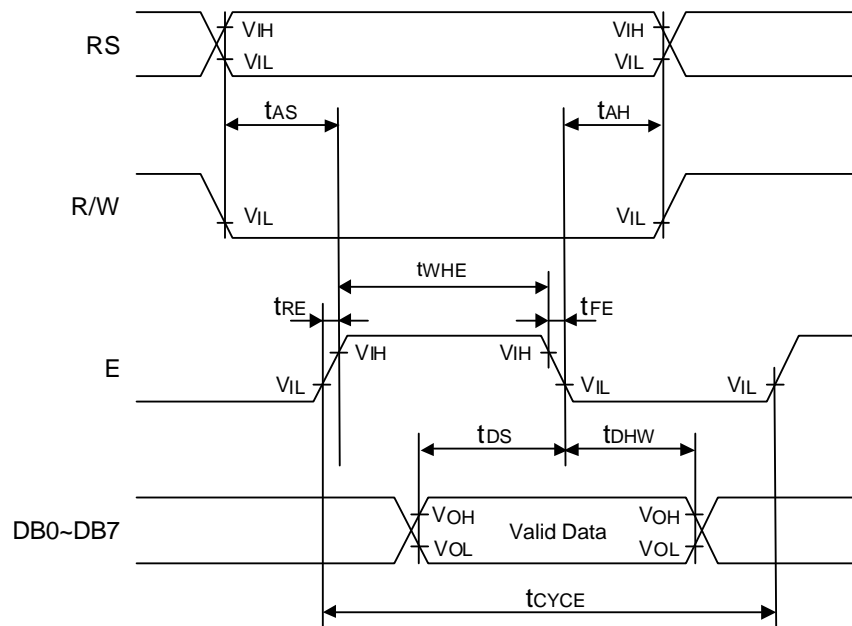 RS
VIH
VIL
VIH
VIL
tAS
tAH
R/W
VIL
VIL
tWHE
tRE
tFE
E
VIL
VIH
VIH
VIL
VIL
tDS
tDHW
DB0~DB7
VOH
VOL
Valid Data
VOH
VOL
tCYCE